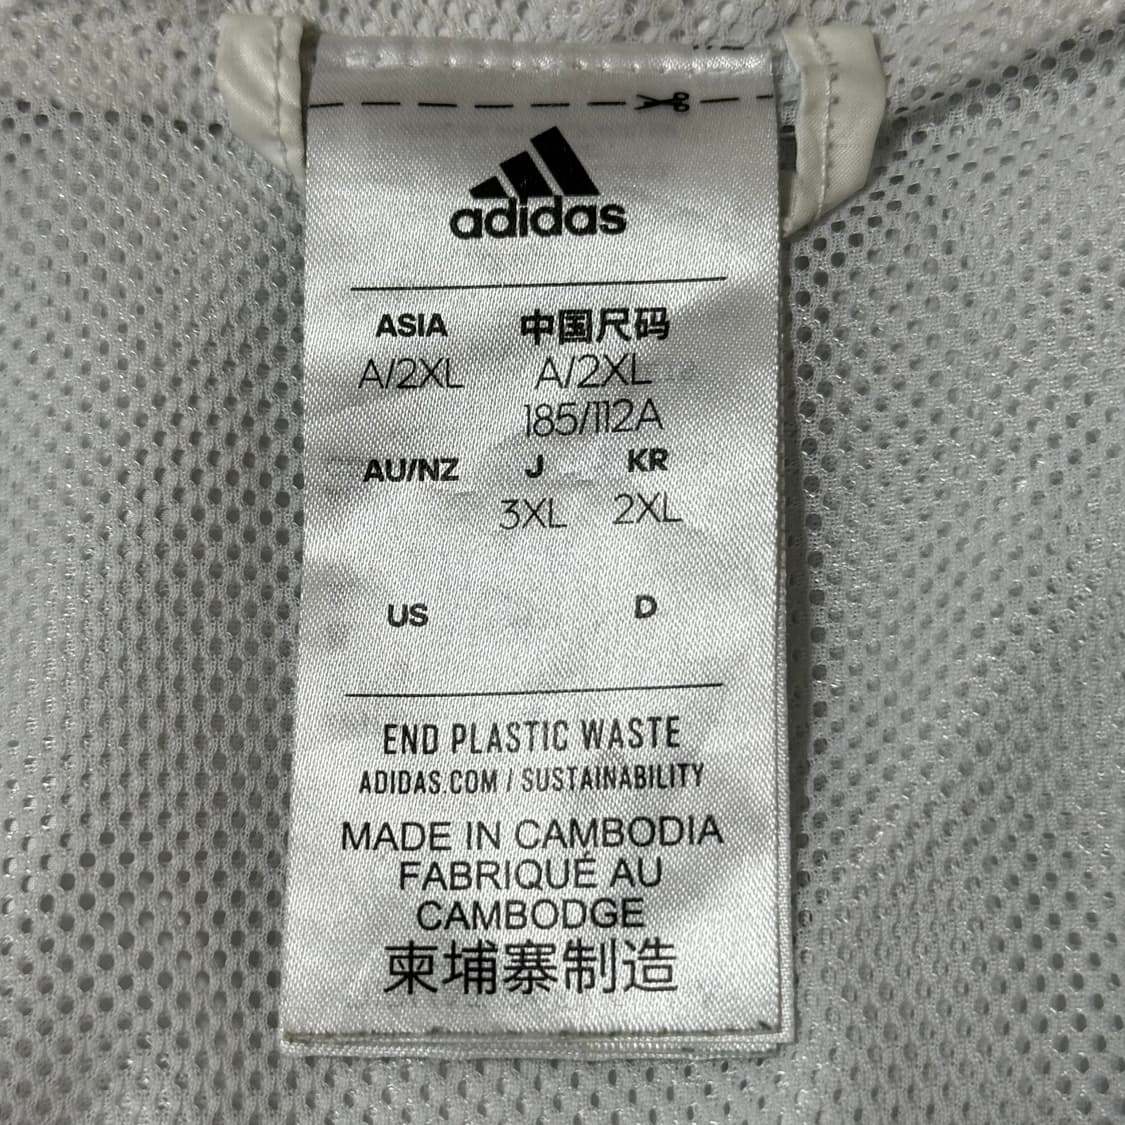 adidas
ASIA 中国尺码
A/2XL A/2XL
185/112A
AU/NZ J KR
3XL 2XL
US D
END PLASTIC WASTE
ADIDAS.COM / SUSTAINABILITY
MADE IN CAMBODIA
FABRIQUÉ AU
CAMBODGE
柬埔寨制造